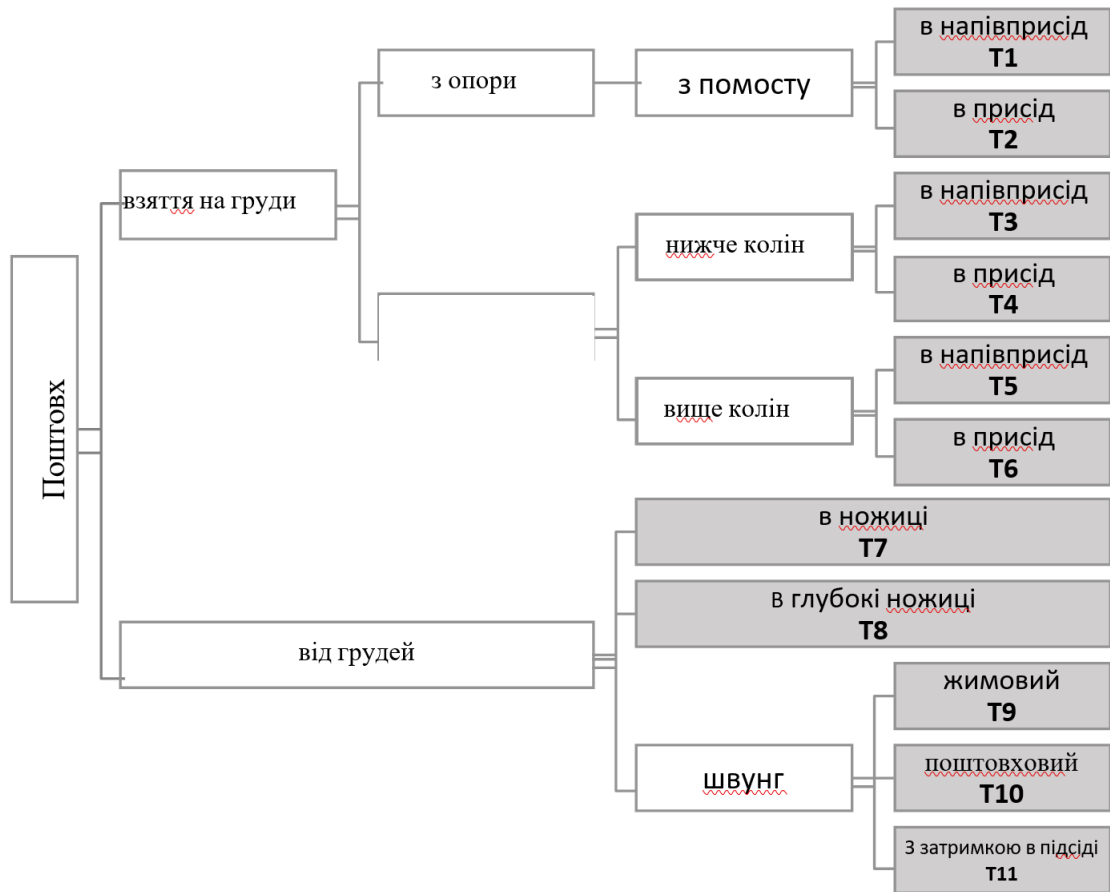 Поштовх
взяття на груди
з опори
з помосту
в напівприсід
Т1
в присід
Т2
нижче колін
в напівприсід
Т3
в присід
Т4
вище колін
в напівприсід
Т5
в присід
Т6
від грудей
в ножиці
Т7
в глубокі ножиці
Т8
швунг
жимовий
Т9
поштовховий
Т10
З затримкою в підсіді
Т11